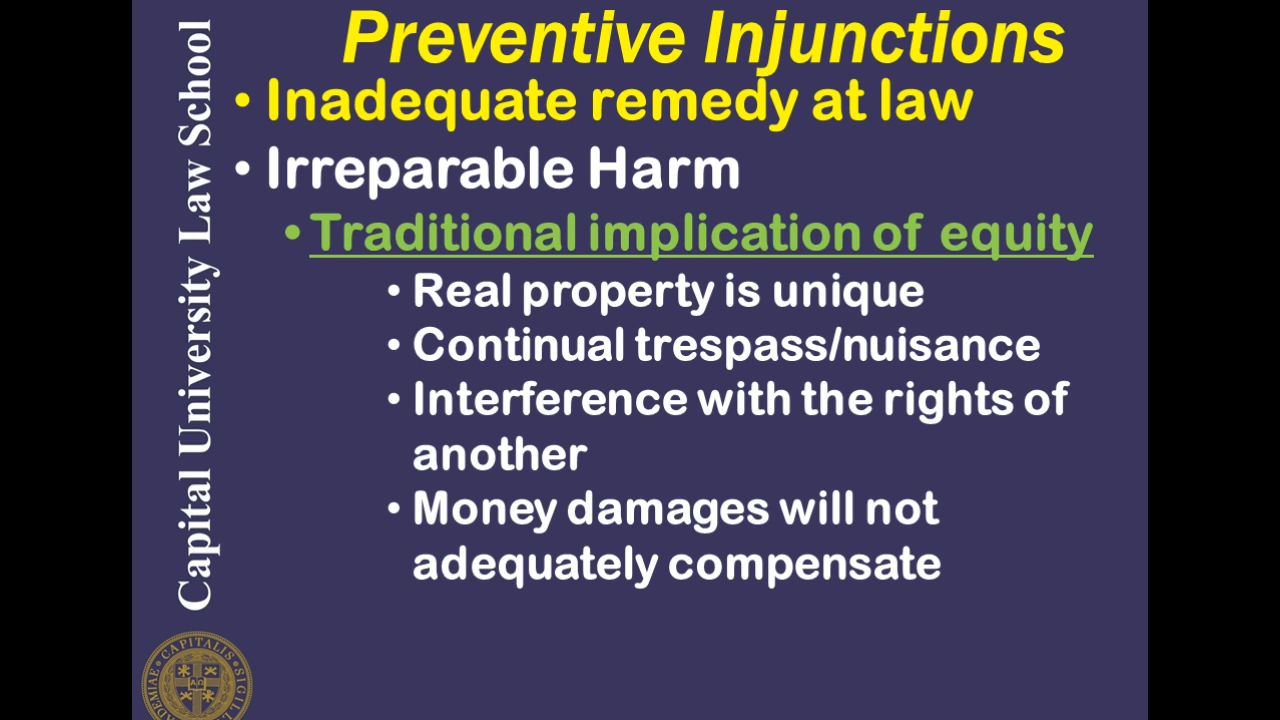 Preventive Injunctions
• Inadequate remedy at law
• Irreparable Harm
• Traditional implication of equity
• Real property is unique
• Continual trespass/nuisance
• Interference with the rights of
another
• Money damages will not
adequately compensate
Capital University Law School
CAPITALIS